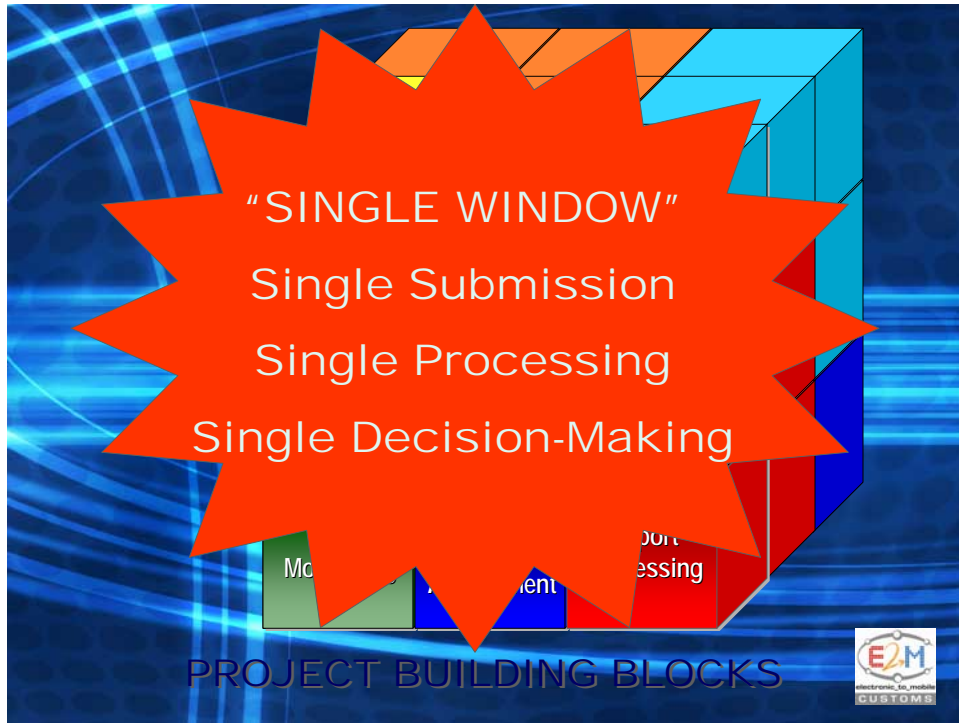 “SINGLE WINDOW”
Single Submission
Single Processing
Single Decision-Making
PROJECT BUILDING BLOCKS
E2M
electronic_to_mobile
CUSTOMS